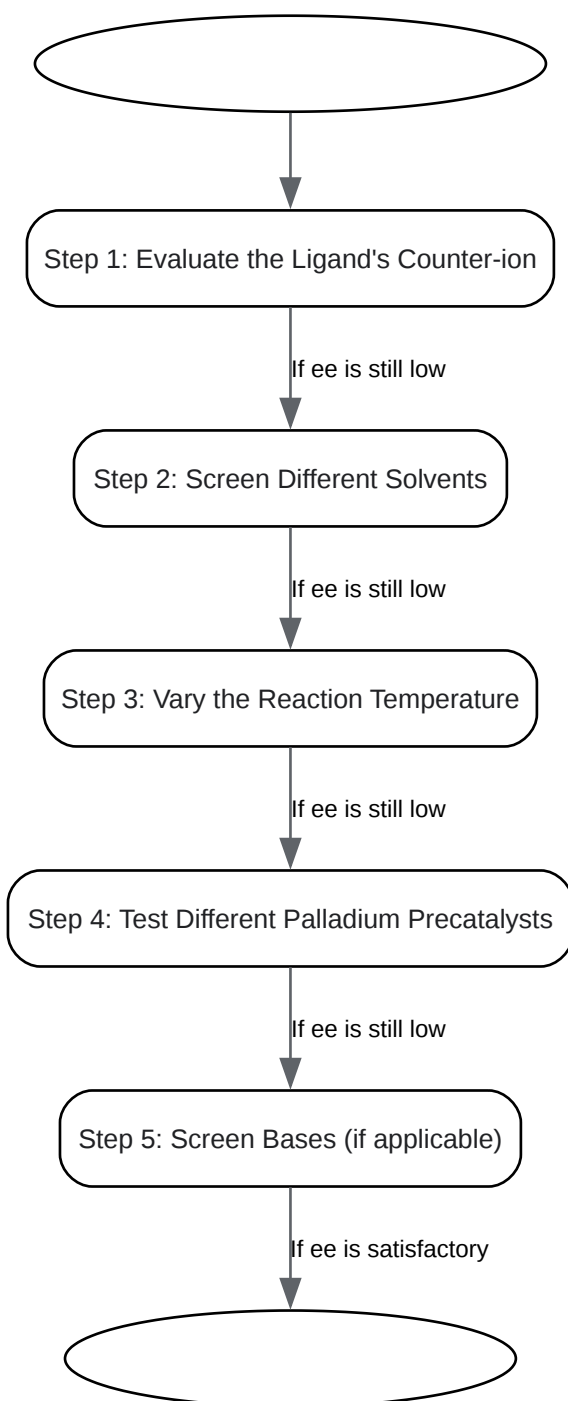 Step 1: Evaluate the Ligand's Counter-ion
If ee is still low
Step 2: Screen Different Solvents
If ee is still low
Step 3: Vary the Reaction Temperature
If ee is still low
Step 4: Test Different Palladium Precatalysts
If ee is still low
Step 5: Screen Bases (if applicable)
If ee is satisfactory